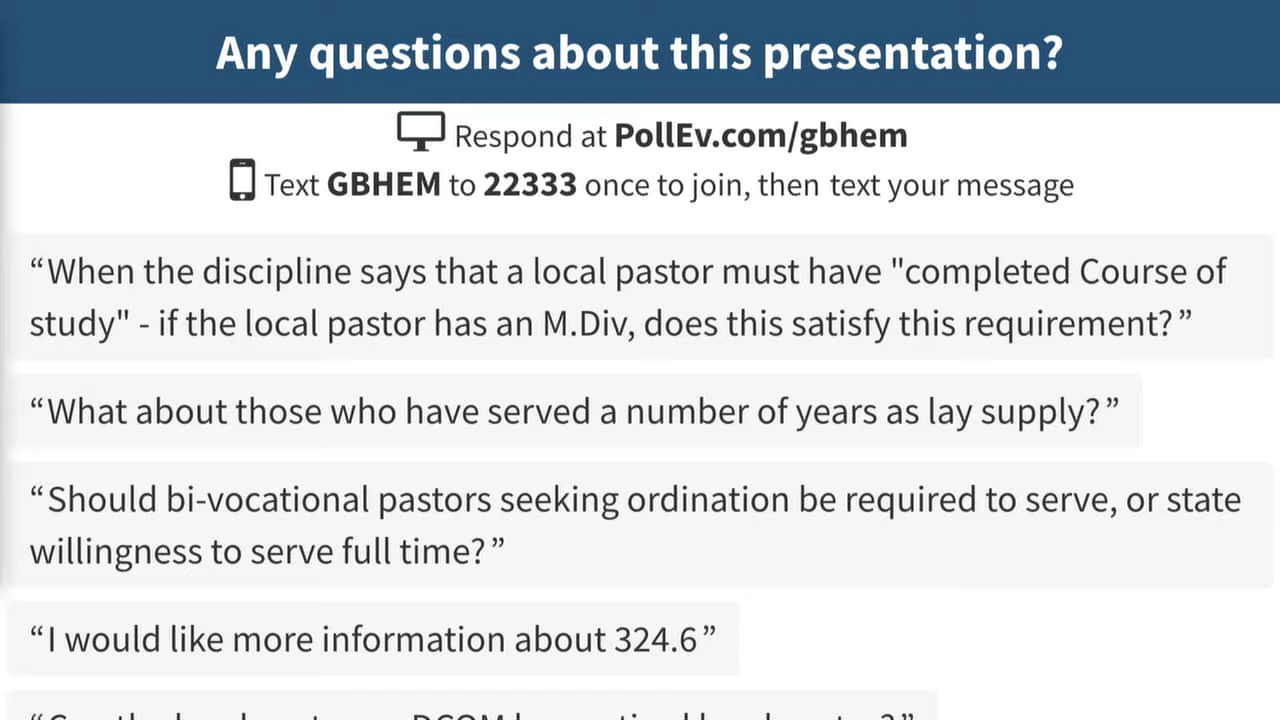 Any questions about this presentation?
Respond at PollEv.com/gbhem
Text GBHEM to 22333 once to join, then text your message
“When the discipline says that a local pastor must have "completed Course of
study" - if the local pastor has an M.Div, does this satisfy this requirement?”
“What about those who have served a number of years as lay supply?”
“Should bi-vocational pastors seeking ordination be required to serve, or state
willingness to serve full time?”
“I would like more information about 324.6”